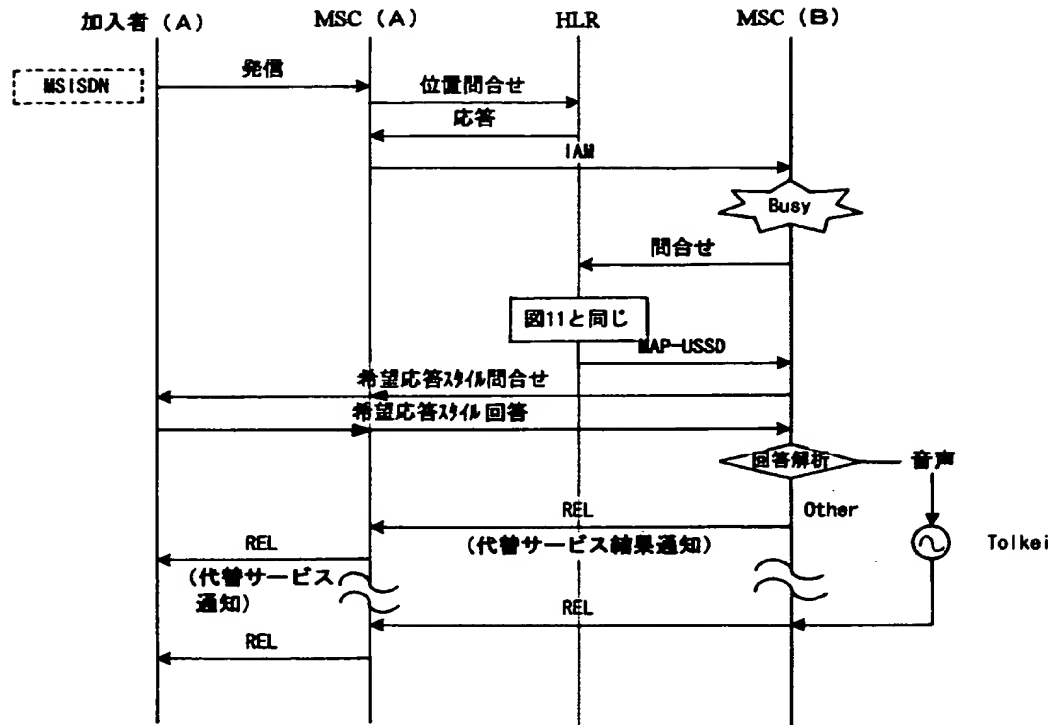 加入者（A）
MSC（A）
HLR
MSC（B）
MSISDN
発信
位置問合せ
応答
IAM
Busy
問合せ
図11と同じ
MAP-USSD
希望応答ｽﾀｲﾙ問合せ
希望応答ｽﾀｲﾙ回答
回答解析
音声
Other
REL
(代替サービス結果通知)
Tolkei
REL
(代替サービス
通知)
REL
REL